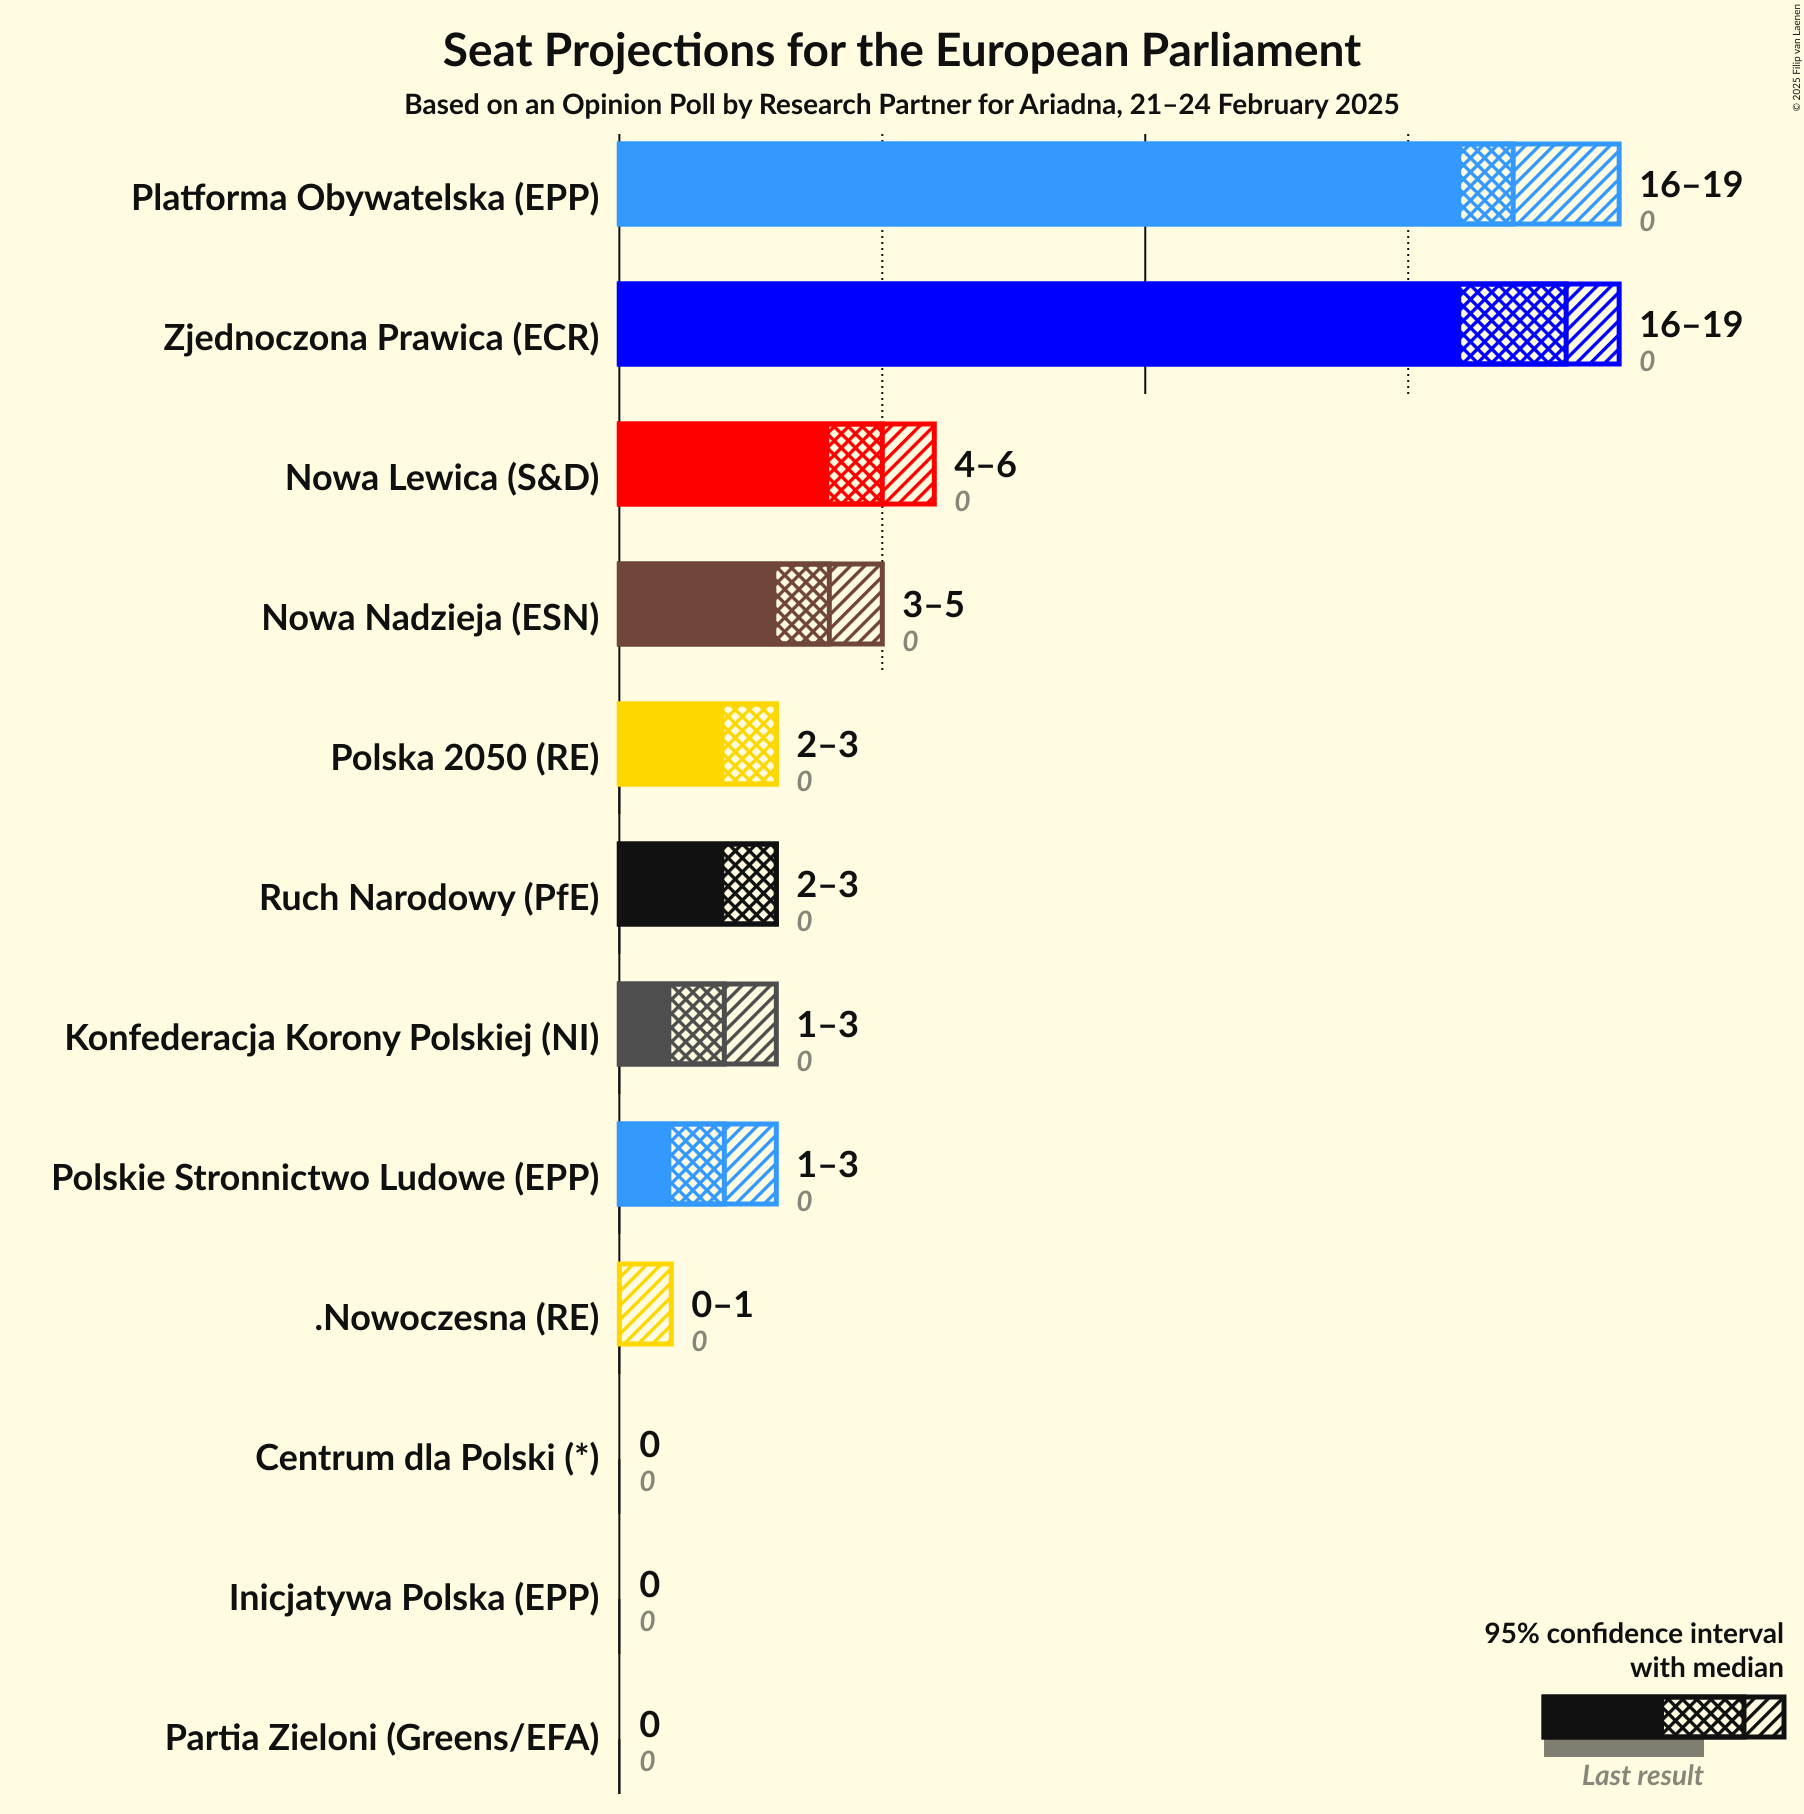 Seat Projections for the European Parliament
Based on an Opinion Poll by Research Partner for Ariadna, 21–24 February 2025
© 2025 Filip van Laenen
Platforma Obywatelska (EPP)
16–19
0
Zjednoczona Prawica (ECR)
16–19
0
Nowa Lewica (S&D)
4–6
0
Nowa Nadzieja (ESN)
3–5
0
Polska 2050 (RE)
2–3
0
Ruch Narodowy (PfE)
2–3
0
Konfederacja Korony Polskiej (NI)
1–3
0
Polskie Stronnictwo Ludowe (EPP)
1–3
0
.Nowoczesna (RE)
0–1
0
Centrum dla Polski (*)
0
0
Inicjatywa Polska (EPP)
0
0
Partia Zieloni (Greens/EFA)
0
0
95% confidence interval
with median
Last result